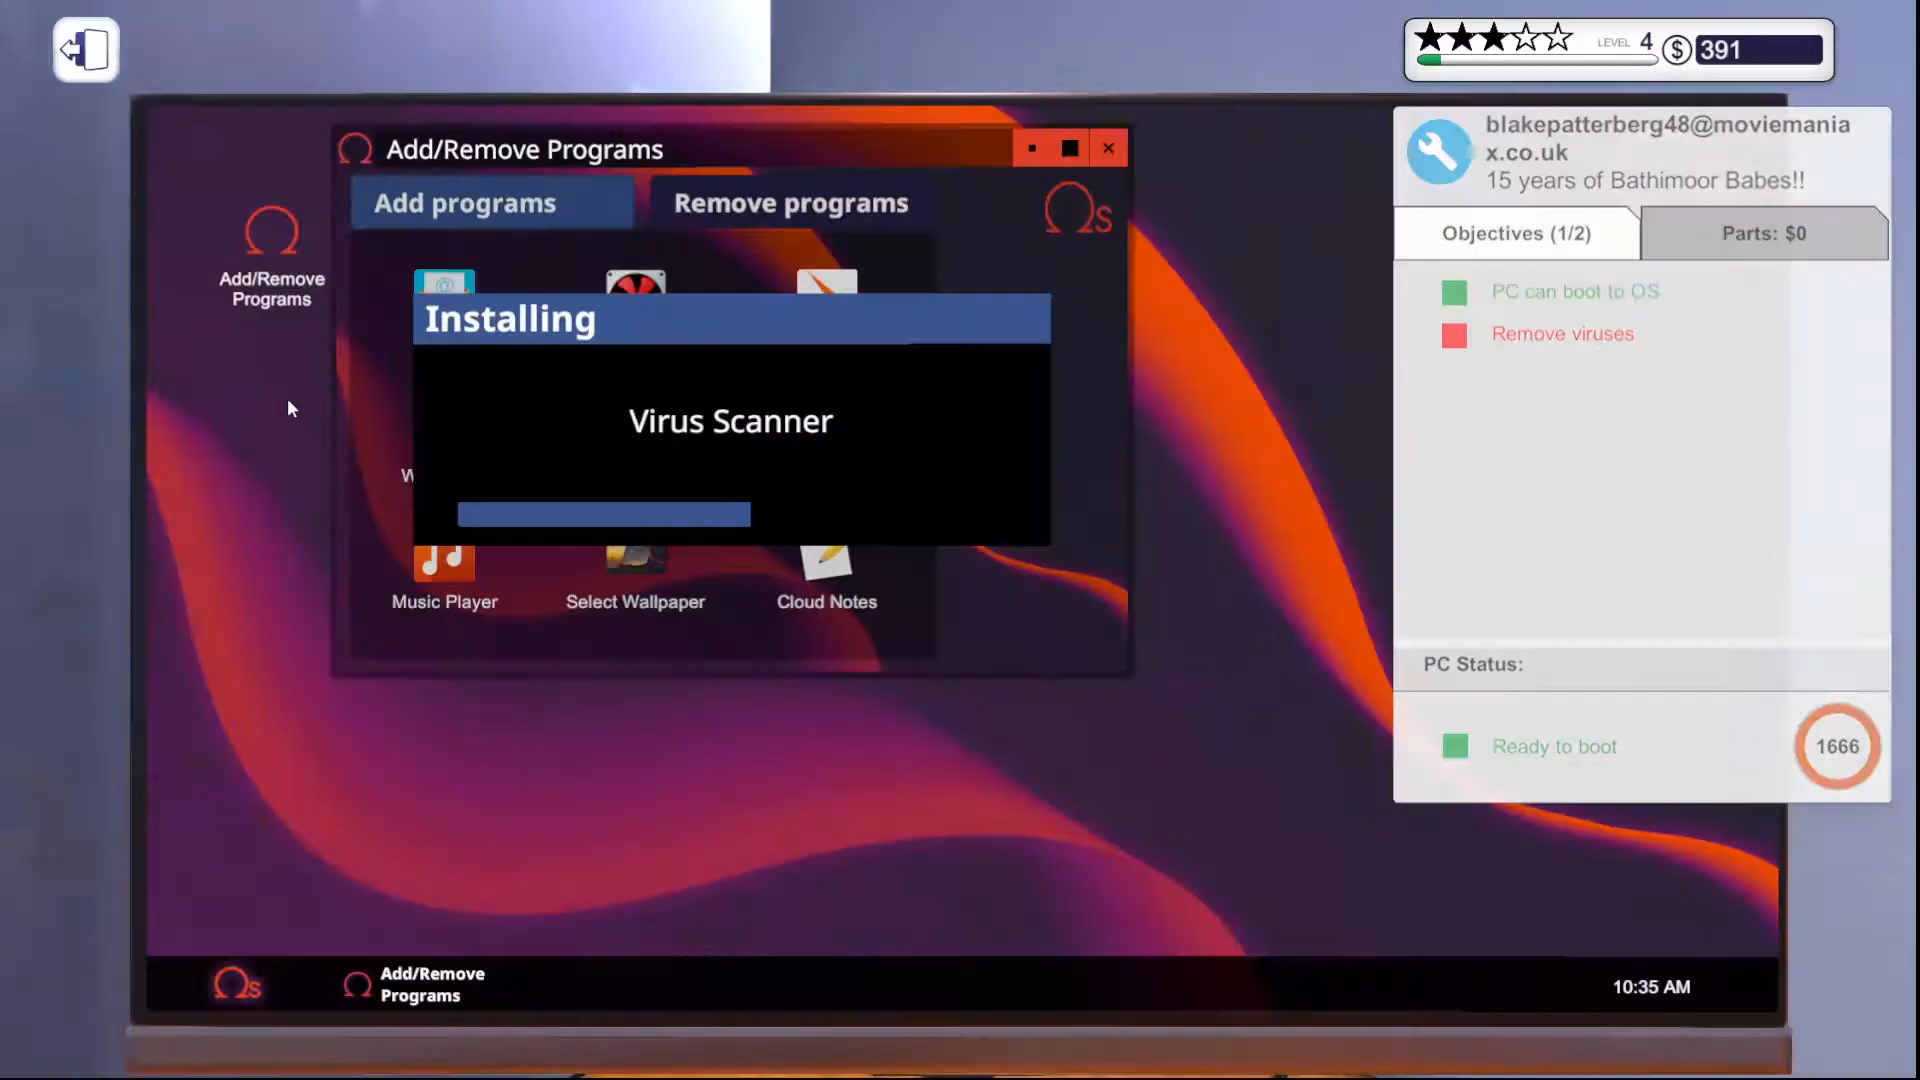 LEVEL 4
$ 391
Add/Remove Programs
blakepatterberg48@moviemania
x.co.uk
15 years of Bathimoor Babes!!
Add programs
Remove programs
Ωs
Objectives (1/2)
Parts: $0
Add/Remove
Programs
PC can boot to OS
Installing
Remove viruses
Virus Scanner
W
Music Player
Select Wallpaper
Cloud Notes
PC Status:
Ready to boot
1666
Ωs
Add/Remove
Programs
10:35 AM